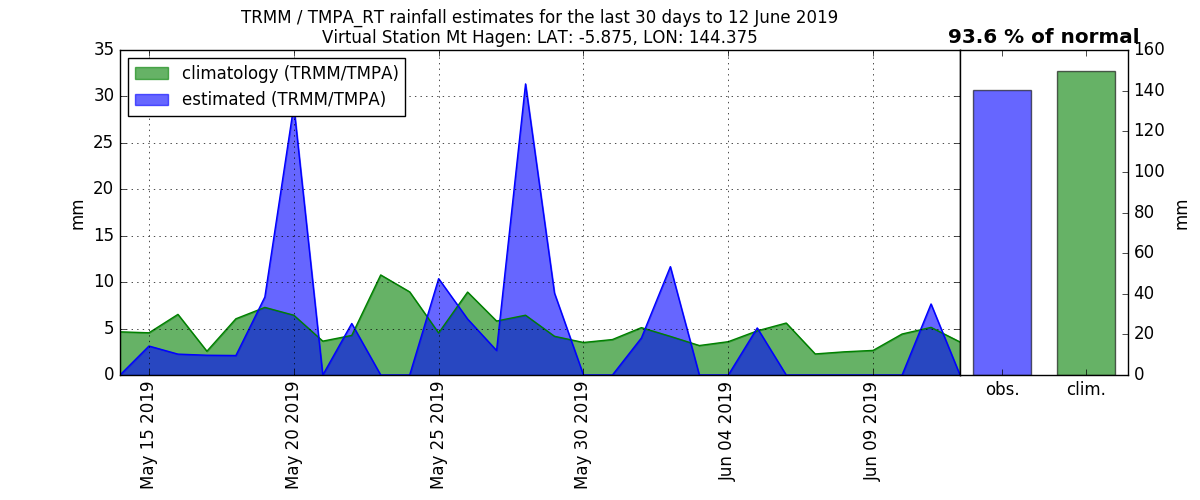 TRMM / TMPA_RT rainfall estimates for the last 30 days to 12 June 2019
Virtual Station Mt Hagen: LAT: -5.875, LON: 144.375
93.6 % of normal
climatology (TRMM/TMPA)
estimated (TRMM/TMPA)
35
30
25
20
15
10
5
0
mm
May 15 2019
May 20 2019
May 25 2019
May 30 2019
Jun 04 2019
Jun 09 2019
160
140
120
100
80
60
40
20
0
mm
obs.
clim.